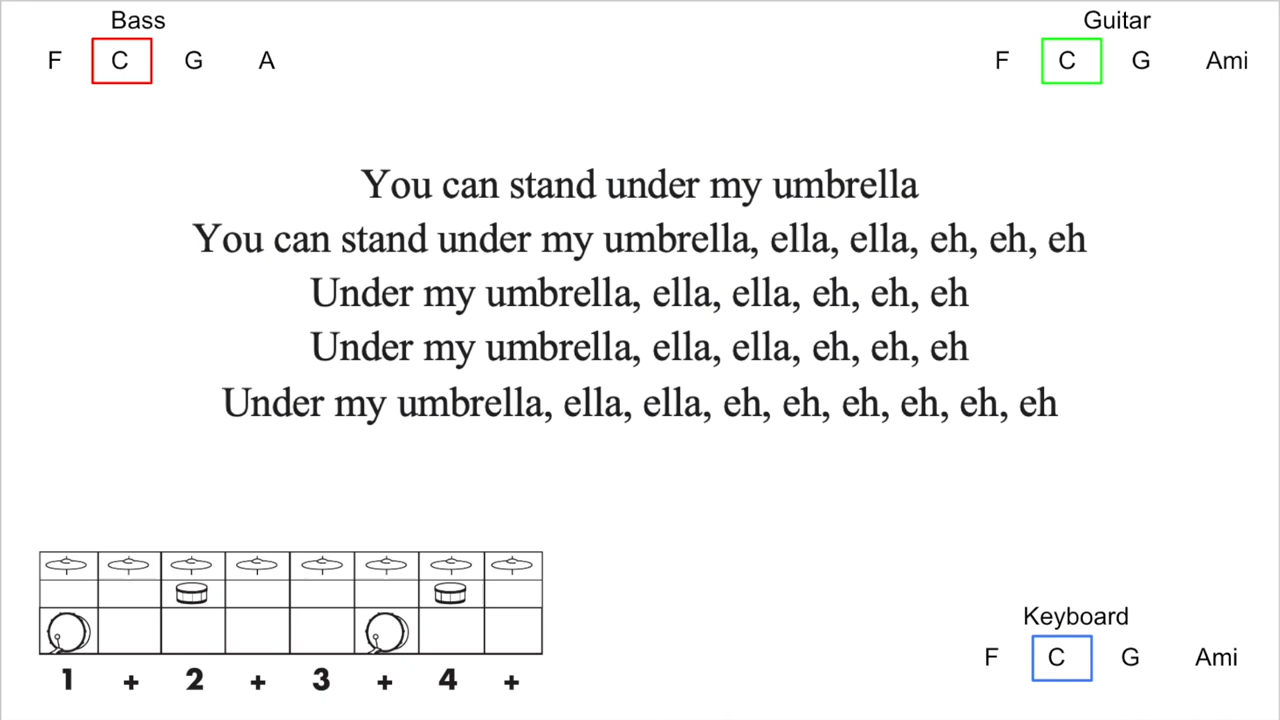 Bass
F C G A
Guitar
F C G Ami
You can stand under my umbrella
You can stand under my umbrella, ella, ella, eh, eh, eh
Under my umbrella, ella, ella, eh, eh, eh
Under my umbrella, ella, ella, eh, eh, eh
Under my umbrella, ella, ella, eh, eh, eh, eh, eh, eh
1 + 2 + 3 + 4 +
Keyboard
F C G Ami